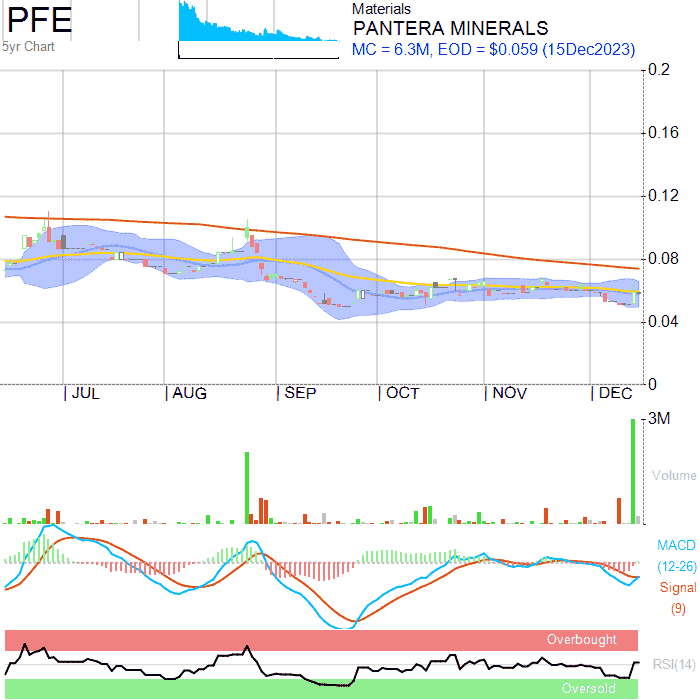 PFE
5yr Chart
Materials
PANTERA MINERALS
MC = 6.3M, EOD = $0.059 (15Dec2023)
0.2
0.16
0.12
0.08
0.04
0
JUL AUG SEP OCT NOV DEC
3M
Volume
MACD
(12-26)
Signal
(9)
Overbought
RSI(14)
Oversold